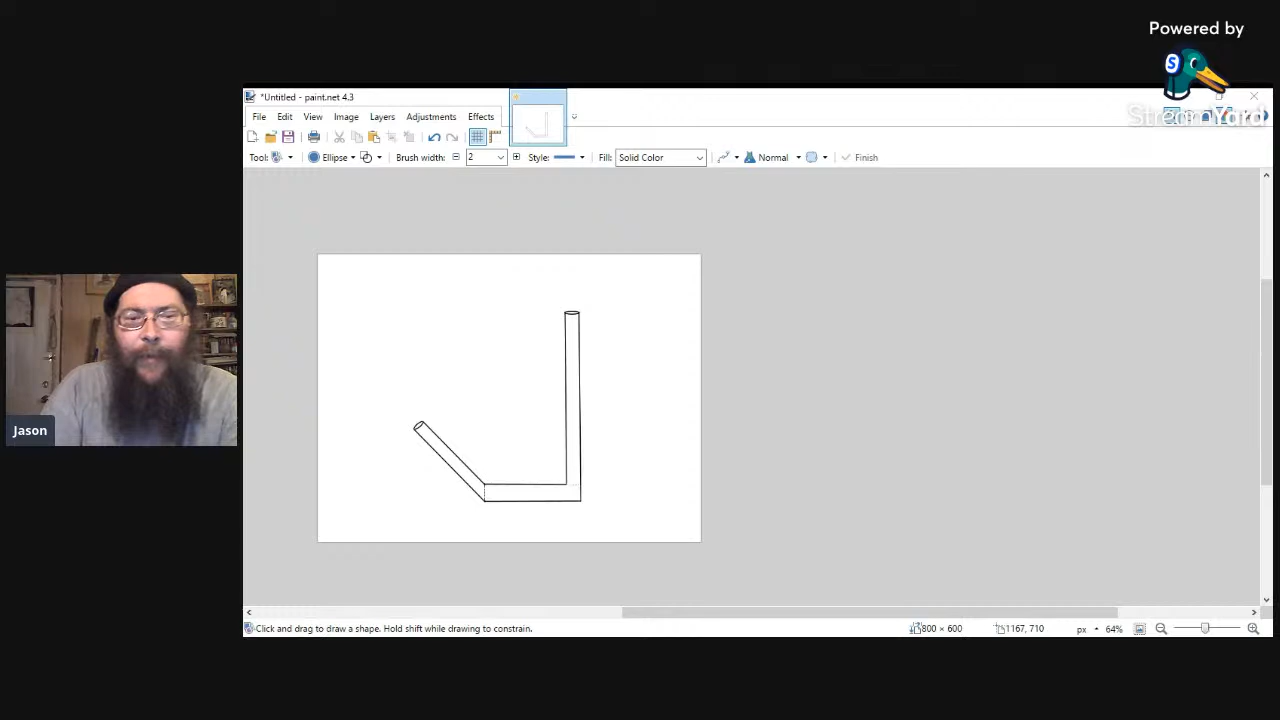 Powered by
S
StreamYard
*Untitled - paint.net 4.3
File Edit View Image Layers Adjustments Effects
Tool: Ellipse Brush width: 2 Style: Fill: Solid Color Normal Finish
Jason
Click and drag to draw a shape. Hold shift while drawing to constrain.
800 × 600 1167, 710 px 64%